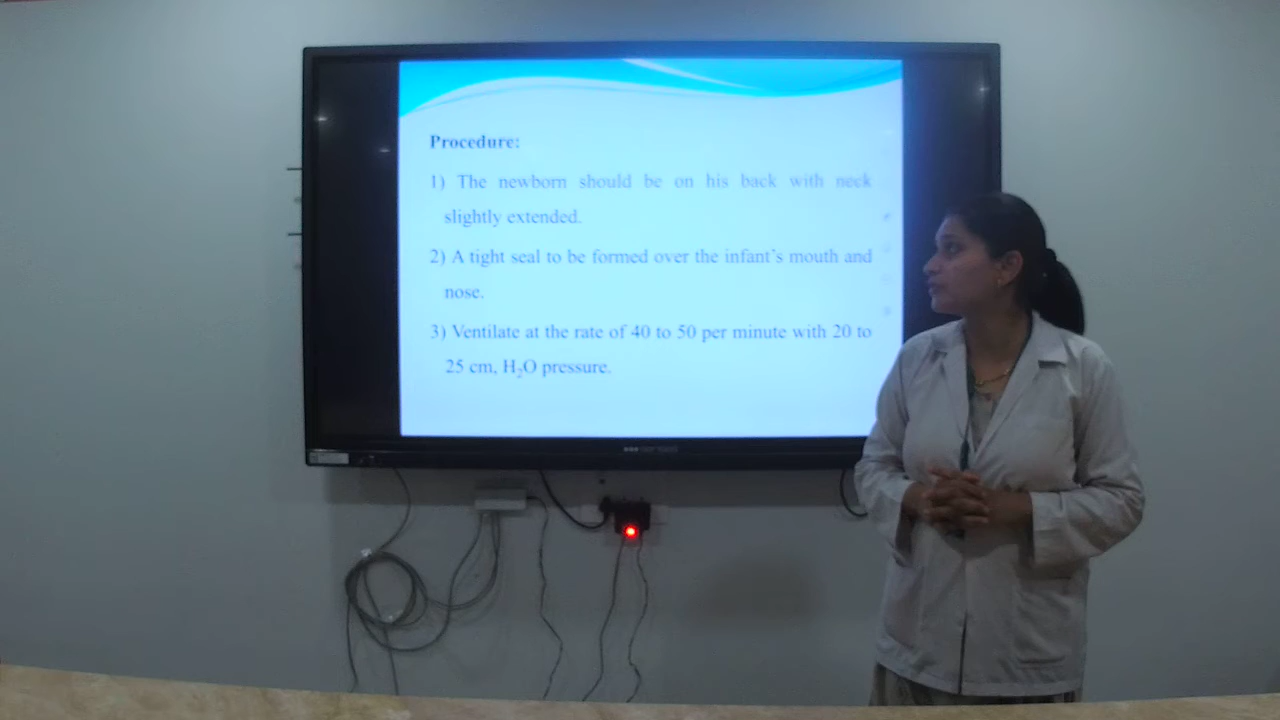 Procedure:
1) The newborn should be on his back with neck
slightly extended.
2) A tight seal to be formed over the infant's mouth and
nose.
3) Ventilate at the rate of 40 to 50 per minute with 20 to
25 cm, H₂O pressure.